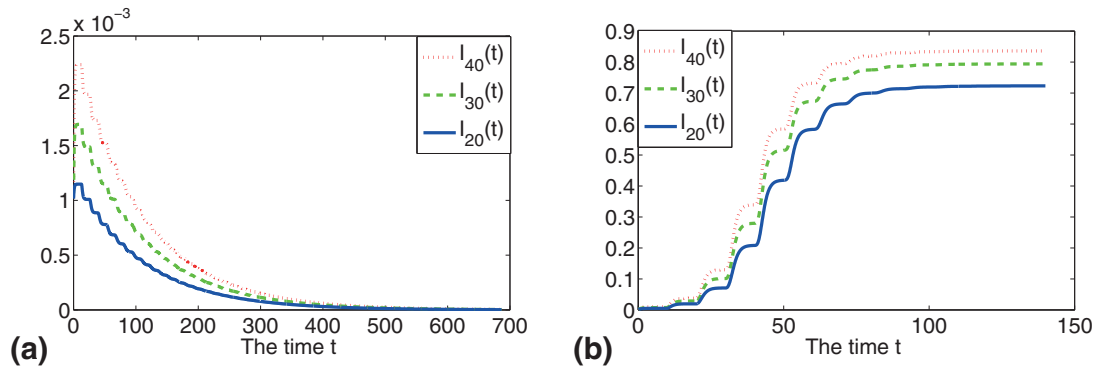 x 10⁻³
2.5
2
1.5
1
0.5
0
0 100 200 300 400 500 600 700
The time t
I₄₀(t)
I₃₀(t)
I₂₀(t)
(a)
0.9
0.8
0.7
0.6
0.5
0.4
0.3
0.2
0.1
0
0 50 100 150
The time t
I₄₀(t)
I₃₀(t)
I₂₀(t)
(b)